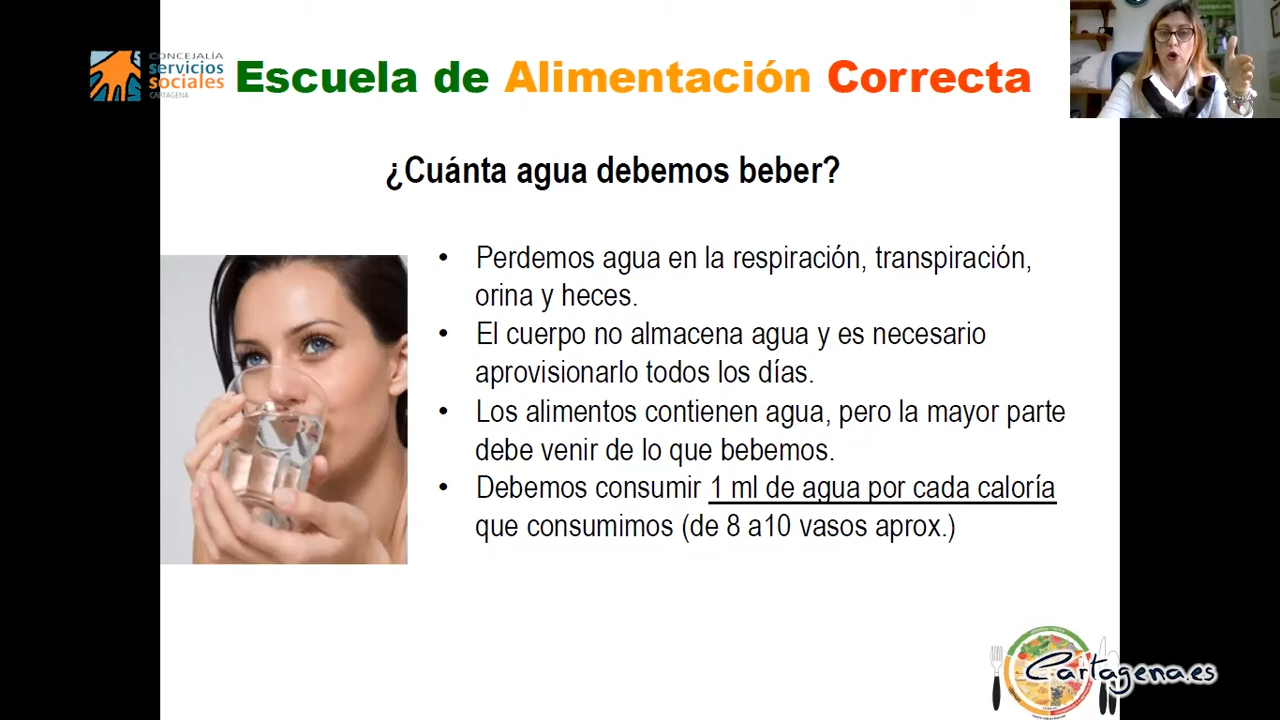 CONCEJALÍA
servicios
sociales
CARTAGENA
Escuela de Alimentación Correcta
¿Cuánta agua debemos beber?
• Perdemos agua en la respiración, transpiración,
orina y heces.
• El cuerpo no almacena agua y es necesario
aprovisionarlo todos los días.
• Los alimentos contienen agua, pero la mayor parte
debe venir de lo que bebemos.
• Debemos consumir 1 ml de agua por cada caloría
que consumimos (de 8 a10 vasos aprox.)
Cartagena.es